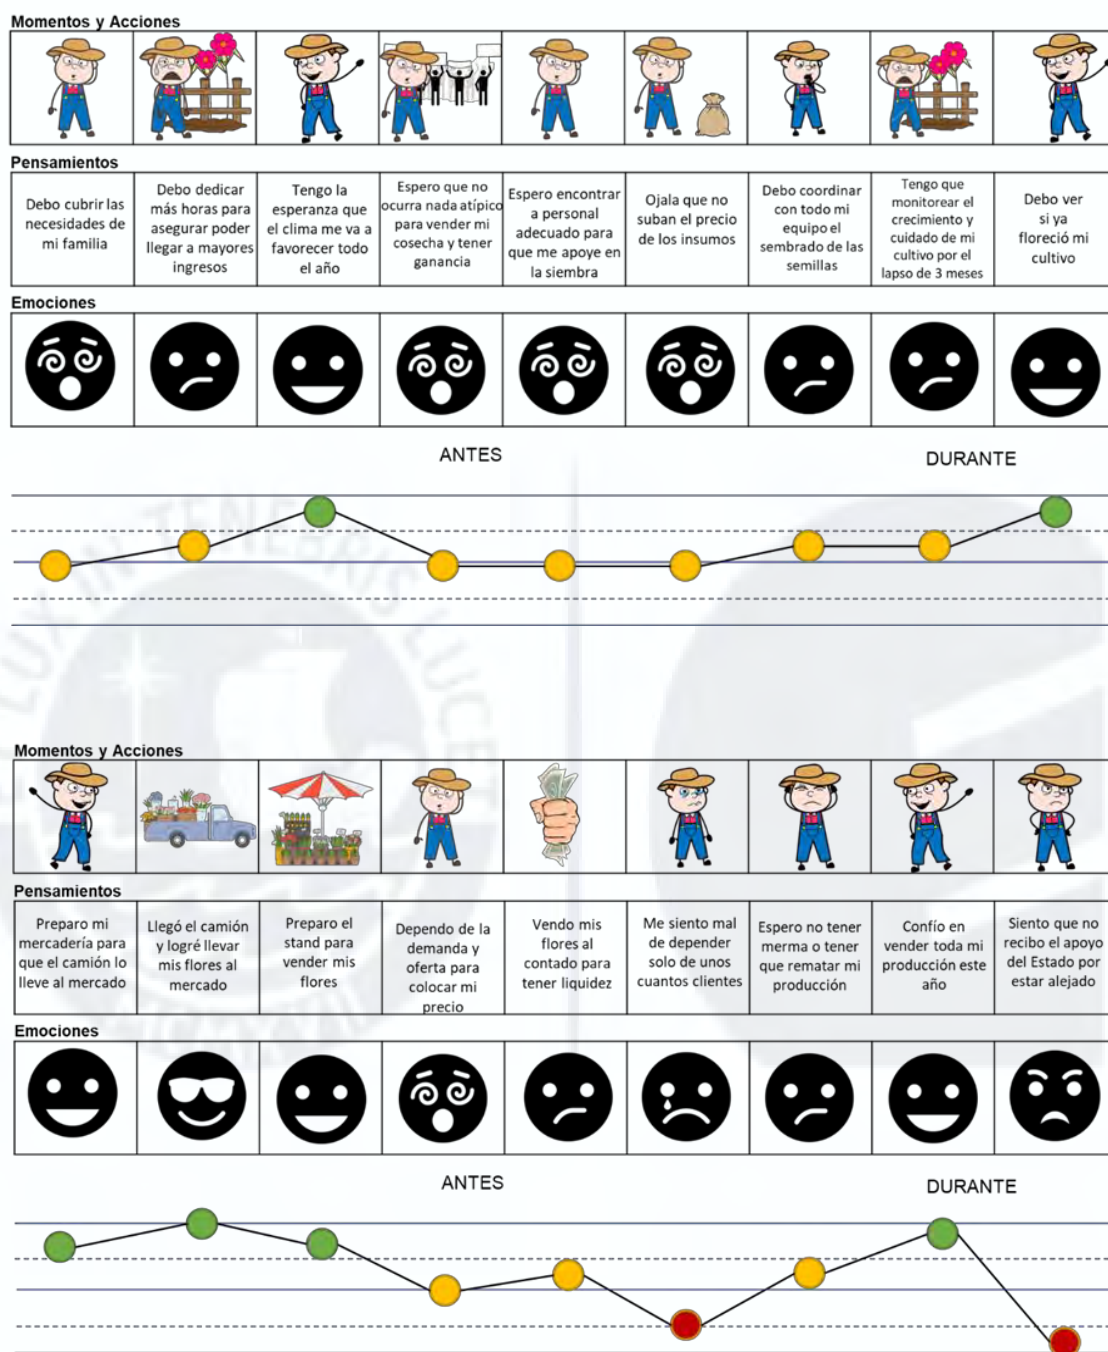 Momentos y Acciones
Pensamientos
Debo cubrir las
necesidades de
mi familia
Debo dedicar
más horas para
asegurar poder
llegar a mayores
ingresos
Tengo la
esperanza que
el clima me va a
favorecer todo
el año
Espero que no
ocurra nada atípico
para vender mi
cosecha y tener
ganancia
Espero encontrar
a personal
adecuado para
que me apoye en
la siembra
Ojala que no
suban el precio
de los insumos
Debo coordinar
con todo mi
equipo el
sembrado de las
semillas
Tengo que
monitorear el
crecimiento y
cuidado de mi
cultivo por el
lapso de 3 meses
Debo ver
si ya
floreció mi
cultivo
Emociones
ANTES
DURANTE
TENEBRIS LUCET
LUX IN
Momentos y Acciones
Pensamientos
Preparo mi
mercadería para
que el camión lo
lleve al mercado
Llegó el camión
y logré llevar
mis flores al
mercado
Preparo el
stand para
vender mis
flores
Dependo de la
demanda y
oferta para
colocar mi
precio
Vendo mis
flores al
contado para
tener liquidez
Me siento mal
de depender
solo de unos
cuantos clientes
Espero no tener
merma o tener
que rematar mi
producción
Confío en
vender toda mi
producción este
año
Siento que no
recibo el apoyo
del Estado por
estar alejado
Emociones
ANTES
DURANTE